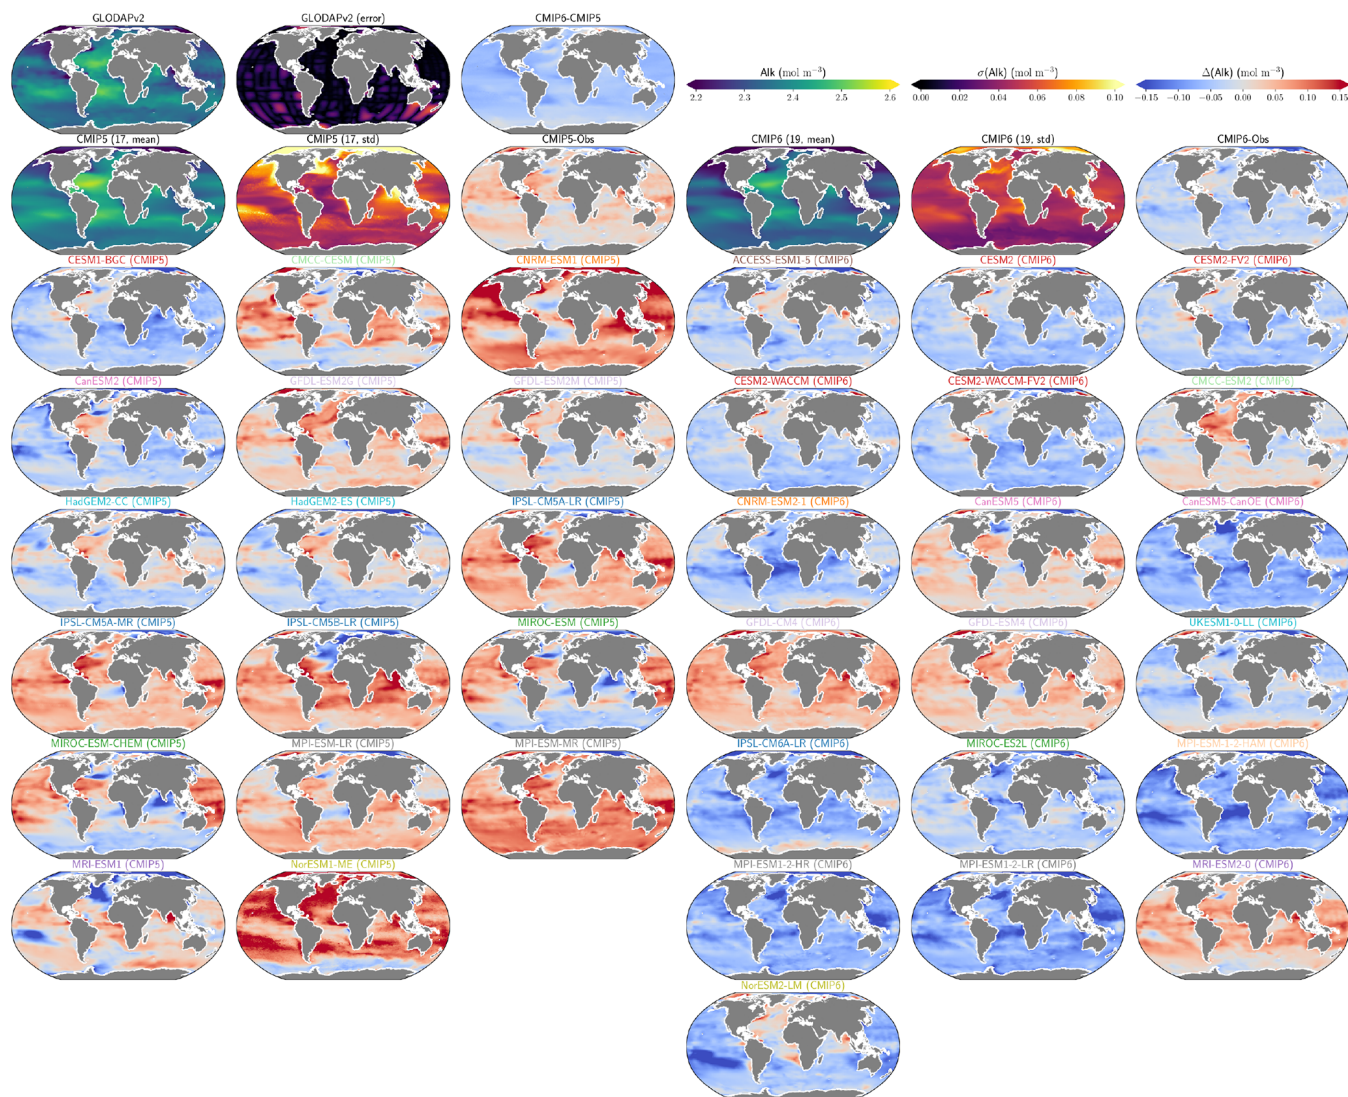 GLODAPv2
GLODAPv2 (error)
CMIP6-CMIP5
Alk (mol m−3)
2.2 2.3 2.4 2.5 2.6
σ(Alk) (mol m−3)
0.00 0.02 0.04 0.06 0.08 0.10
Δ(Alk) (mol m−3)
−0.15 −0.10 −0.05 0.00 0.05 0.10 0.15
CMIP5 (17, mean)
CMIP5 (17, std)
CMIP5-Obs
CMIP6 (19, mean)
CMIP6 (19, std)
CMIP6-Obs
CESM1-BGC (CMIP5)
CMCC-CESM (CMIP5)
CNRM-ESM1 (CMIP5)
ACCESS-ESM1-5 (CMIP6)
CESM2 (CMIP6)
CESM2-FV2 (CMIP6)
CanESM2 (CMIP5)
GFDL-ESM2G (CMIP5)
GFDL-ESM2M (CMIP5)
CESM2-WACCM (CMIP6)
CESM2-WACCM-FV2 (CMIP6)
CMCC-ESM2 (CMIP6)
HadGEM2-CC (CMIP5)
HadGEM2-ES (CMIP5)
IPSL-CM5A-LR (CMIP5)
CNRM-ESM2-1 (CMIP6)
CanESM5 (CMIP6)
CanESM5-CanOE (CMIP6)
IPSL-CM5A-MR (CMIP5)
IPSL-CM5B-LR (CMIP5)
MIROC-ESM (CMIP5)
GFDL-CM4 (CMIP6)
GFDL-ESM4 (CMIP6)
UKESM1-0-LL (CMIP6)
MIROC-ESM-CHEM (CMIP5)
MPI-ESM-LR (CMIP5)
MPI-ESM-MR (CMIP5)
IPSL-CM6A-LR (CMIP6)
MIROC-ES2L (CMIP6)
MPI-ESM-1-2-HAM (CMIP6)
MRI-ESM1 (CMIP5)
NorESM1-ME (CMIP5)
MPI-ESM1-2-HR (CMIP6)
MPI-ESM1-2-LR (CMIP6)
MRI-ESM2-0 (CMIP6)
NorESM2-LM (CMIP6)